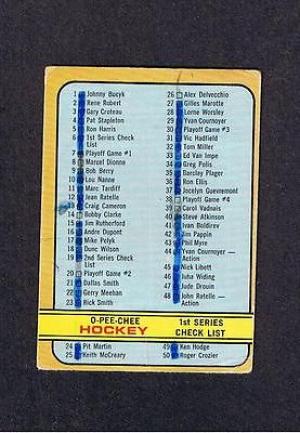 1 Johnny Bucyk
2 Rene Robert
3 Gary Croteau
4 Pat Stapleton
5 Ron Harris
6 1st Series Check
List
7 Playoff Game #1
8 Marcel Dionne
9 Bob Berry
10 Lou Nanne
11 Marc Tardiff
12 Jean Ratelle
13 Craig Cameron
14 Bobby Clarke
15 Jim Rutherford
16 Andre Dupont
17 Mike Pelyk
18 Dunc Wilson
19 2nd Series Check
List
20 Playoff Game #2
21 Dallas Smith
22 Gerry Meehan
23 Rick Smith
26 Alex Delvecchio
27 Gilles Marotte
28 Lorne Worsley
29 Yvan Cournoyer
30 Playoff Game #3
31 Vic Hadfield
32 Tom Miller
33 Ed Van Impe
34 Greg Polis
35 Barclay Plager
36 Ron Ellis
37 Jocelyn Guevremont
38 Playoff Game #4
39 Carol Vadnais
40 Steve Atkinson
41 Ivan Boldirev
42 Jim Pappin
43 Phil Myre
44 Yvan Cournoyer —
Action
45 Nick Libett
46 Juha Widing
47 Jude Drouin
48 John Ratelle —
Action
O-PEE-CHEE
HOCKEY
1st SERIES
CHECK LIST
24 Pit Martin
25 Keith McCreary
49 Ken Hodge
50 Roger Crozier